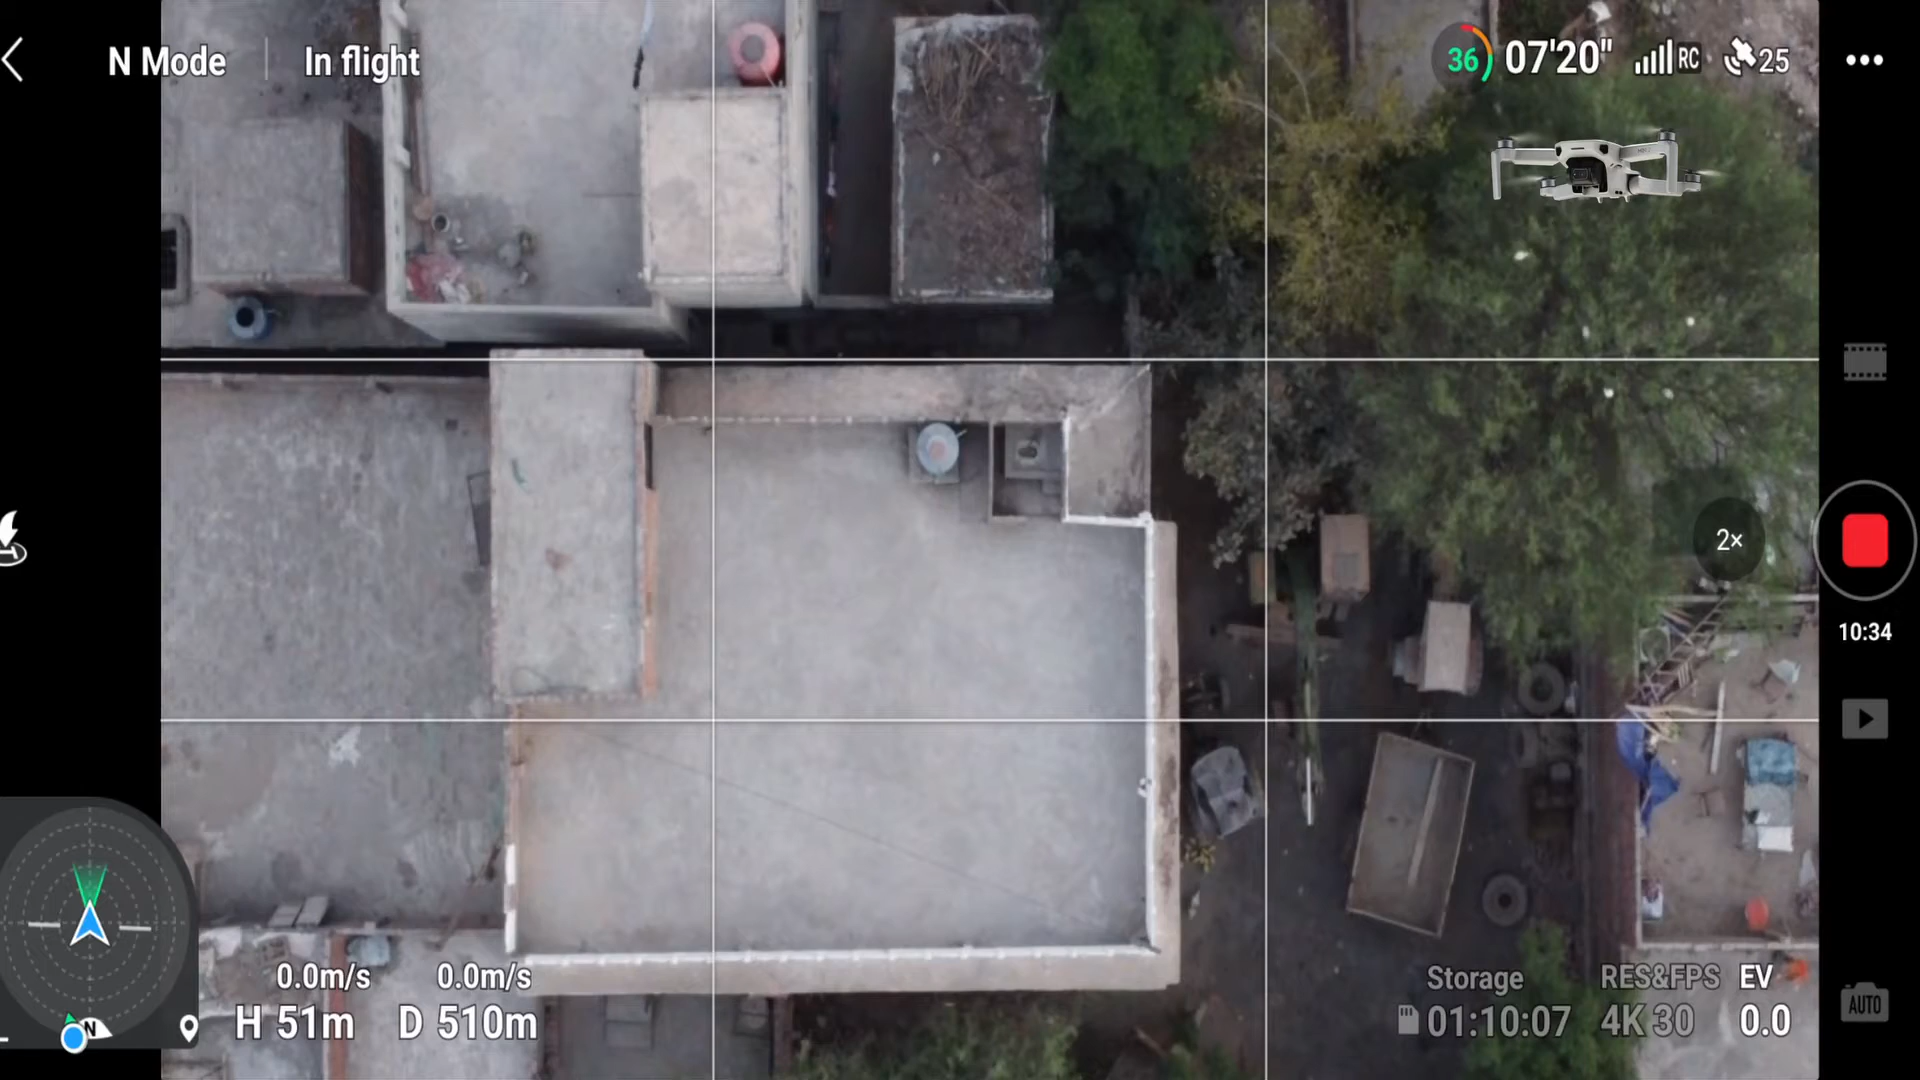 N Mode
In flight
36
07'20"
RC
25
2×
10:34
N
0.0m/s
0.0m/s
H 51m
D 510m
Storage
01:10:07
RES&FPS
4K 30
EV
0.0
AUTO